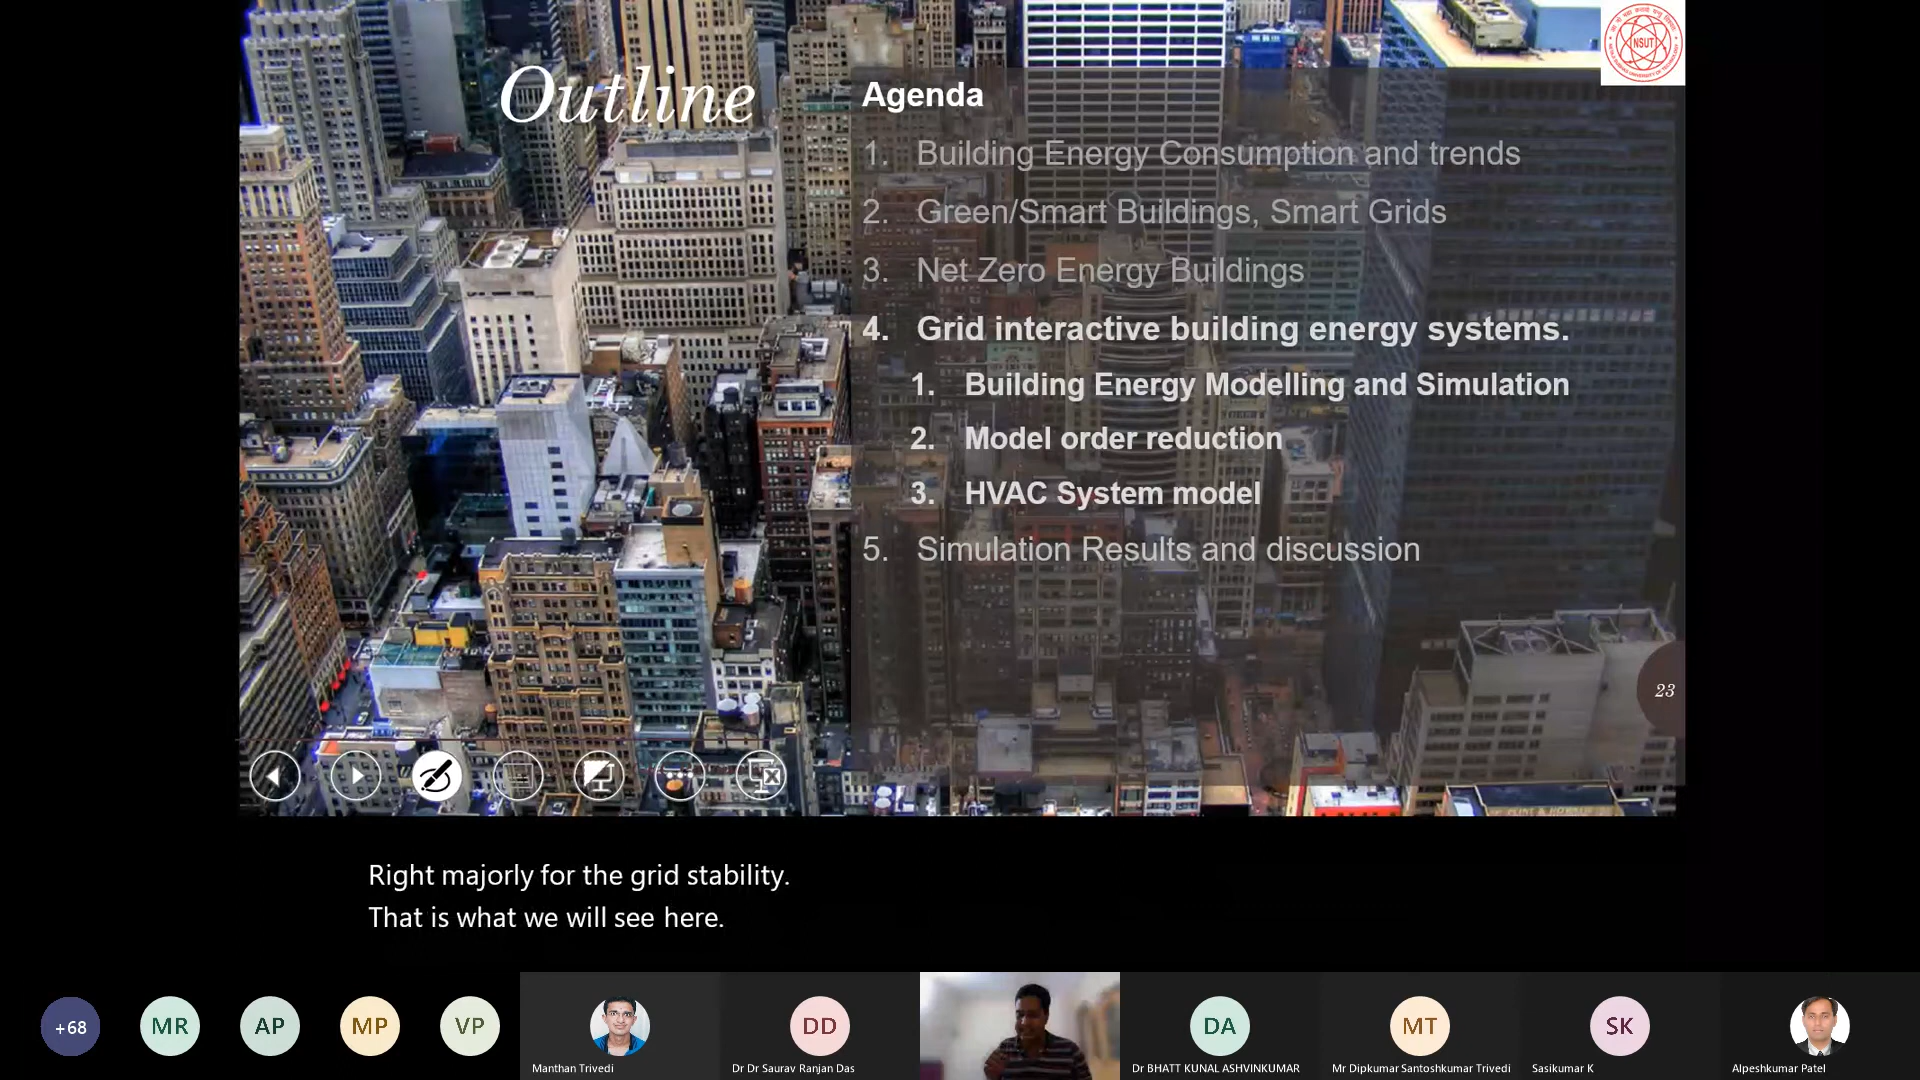 Outline
NSUT
Agenda
1. Building Energy Consumption and trends
2. Green/Smart Buildings, Smart Grids
3. Net Zero Energy Buildings
4. Grid interactive building energy systems.
1. Building Energy Modelling and Simulation
2. Model order reduction
3. HVAC System model
5. Simulation Results and discussion
23
Right majorly for the grid stability.
That is what we will see here.
+68
MR
AP
MP
VP
Manthan Trivedi
DD
Dr Dr Saurav Ranjan Das
DA
Dr BHATT KUNAL ASHVINKUMAR
MT
Mr Dipkumar Santoshkumar Trivedi
SK
Sasikumar K
Alpeshkumar Patel